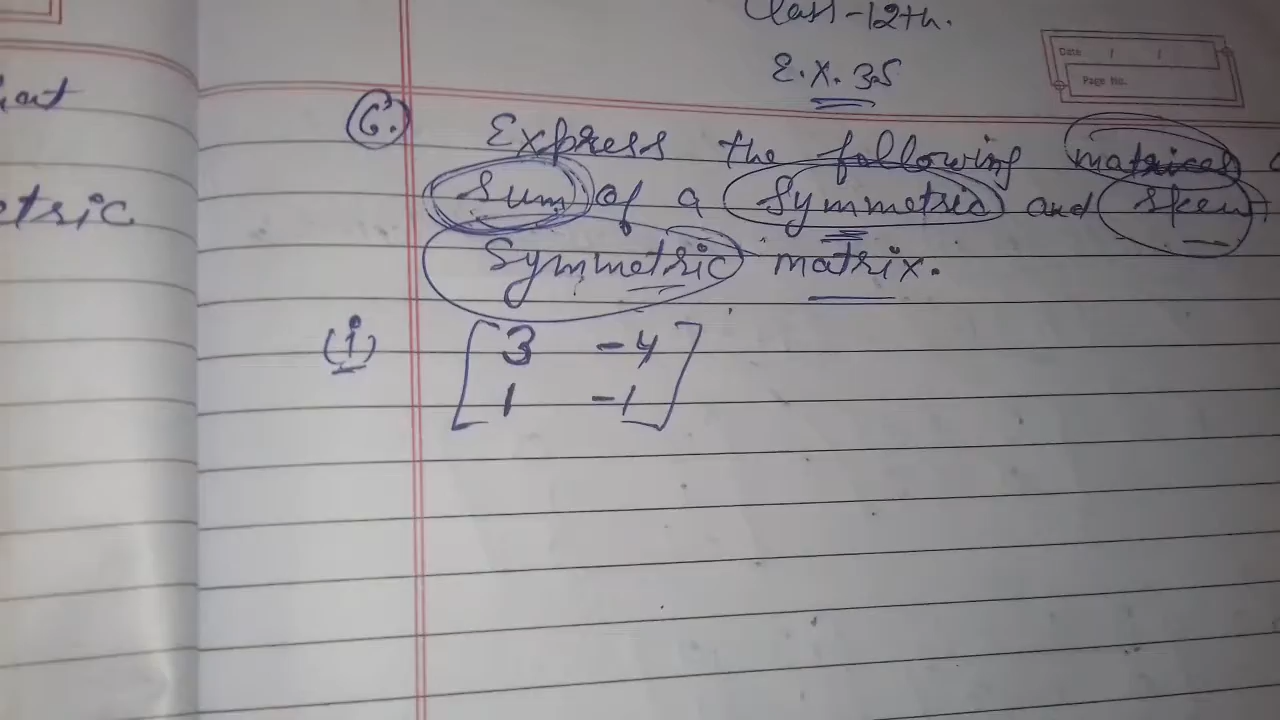 Class-12th.
E.X. 3.5
Date / /
Page No.
etric
6. Express the following matrices
Sum of a Symmetric and Skew
Symmetric matrix.
(i) [3 -4
1 -1]